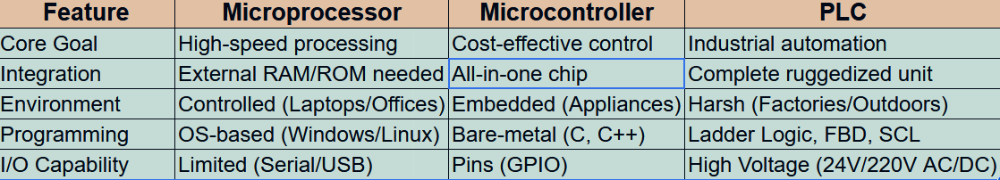 Feature Microprocessor Microcontroller PLC
Core Goal High-speed processing Cost-effective control Industrial automation
Integration External RAM/ROM needed All-in-one chip Complete ruggedized unit
Environment Controlled (Laptops/Offices) Embedded (Appliances) Harsh (Factories/Outdoors)
Programming OS-based (Windows/Linux) Bare-metal (C, C++) Ladder Logic, FBD, SCL
I/O Capability Limited (Serial/USB) Pins (GPIO) High Voltage (24V/220V AC/DC)